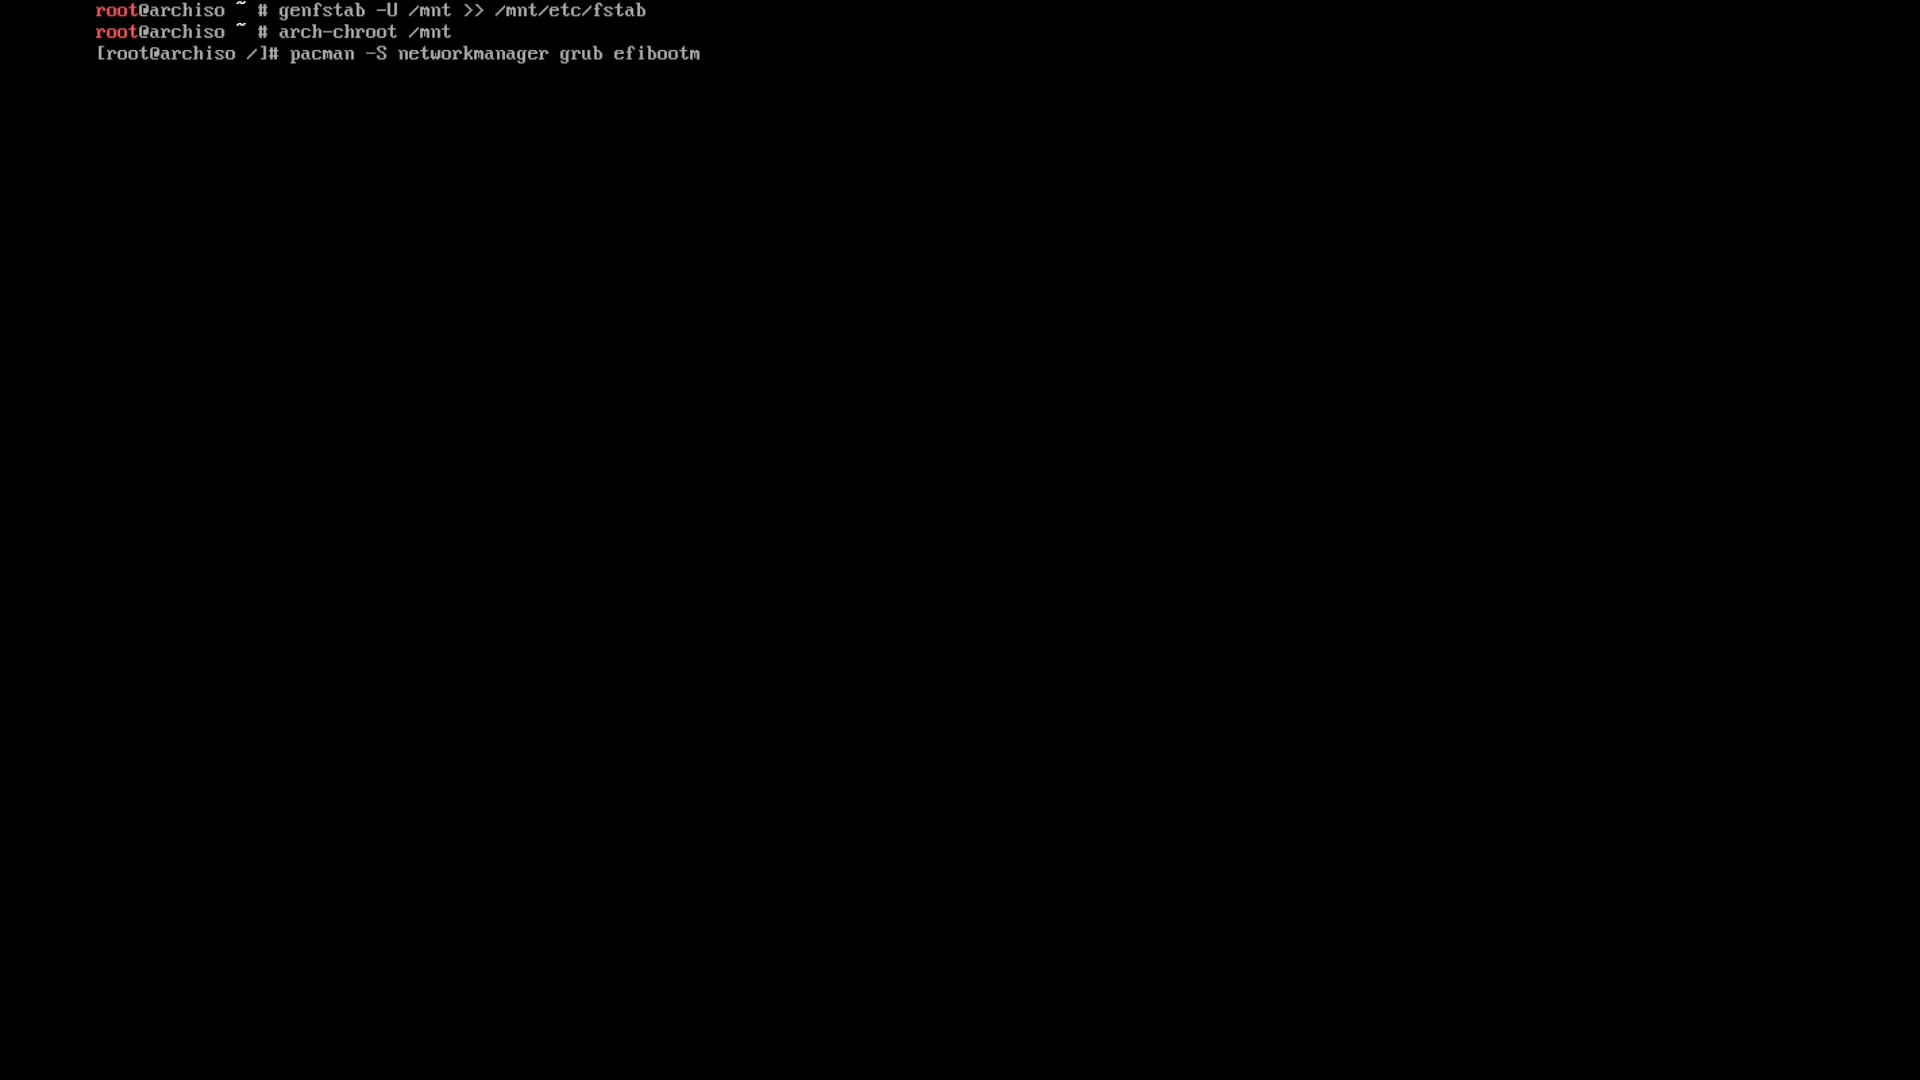 root@archiso ~ # genfstab -U /mnt >> /mnt/etc/fstab
root@archiso ~ # arch-chroot /mnt
[root@archiso /]# pacman -S networkmanager grub efibootm